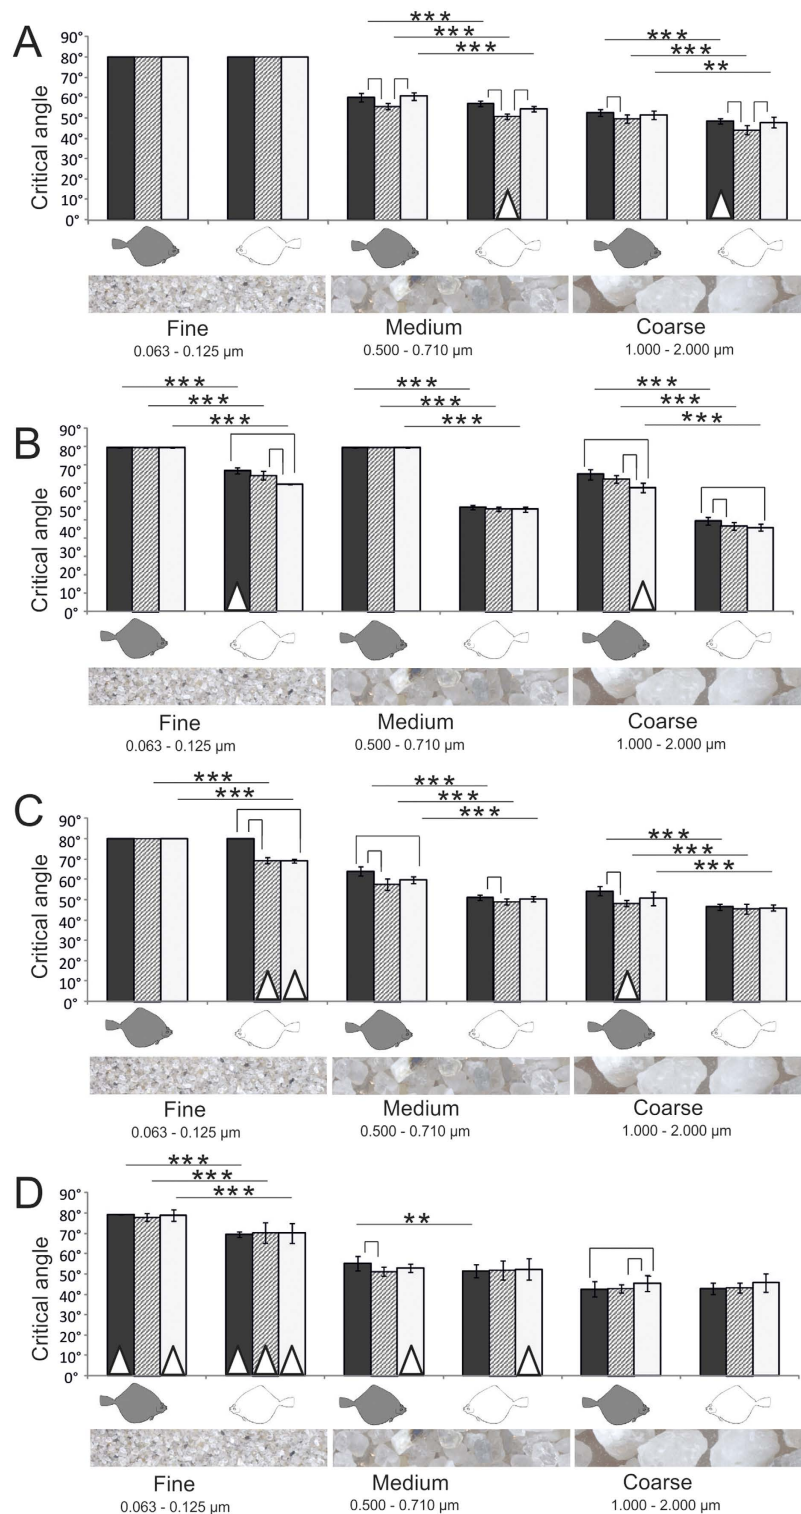 A
*** *** *** *** *** **
Critical angle
90°
80°
70°
60°
50°
40°
30°
20°
10°
0°
Fine Medium Coarse
0.063 - 0.125 µm 0.500 - 0.710 µm 1.000 - 2.000 µm
B
*** *** *** *** *** *** *** *** ***
Critical angle
90°
80°
70°
60°
50°
40°
30°
20°
10°
0°
Fine Medium Coarse
0.063 - 0.125 µm 0.500 - 0.710 µm 1.000 - 2.000 µm
C
*** *** *** *** *** *** *** ***
Critical angle
90°
80°
70°
60°
50°
40°
30°
20°
10°
0°
Fine Medium Coarse
0.063 - 0.125 µm 0.500 - 0.710 µm 1.000 - 2.000 µm
D
*** *** *** **
Critical angle
90°
80°
70°
60°
50°
40°
30°
20°
10°
0°
Fine Medium Coarse
0.063 - 0.125 µm 0.500 - 0.710 µm 1.000 - 2.000 µm